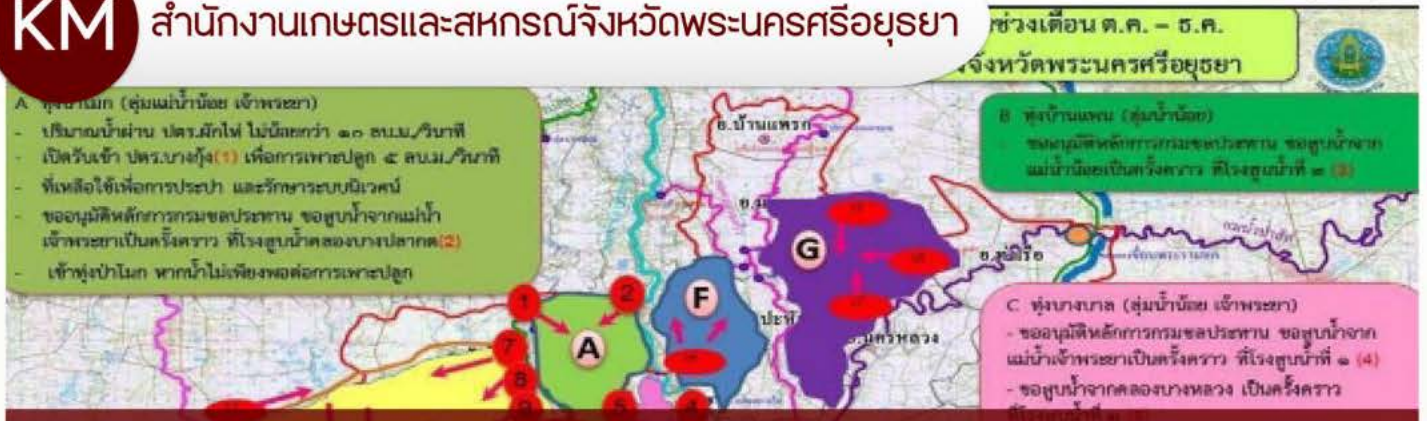 KM สำนักงานเกษตรและสหกรณ์จังหวัดพระนครศรีอยุธยา
ช่วงเดือน ต.ค. – ธ.ค.
จังหวัดพระนครศรีอยุธยา
A ทุ่งป่าโมก (ลุ่มแม่น้ำน้อย เจ้าพระยา)
- ปริมาณน้ำผ่าน ปตร.ผักไห่ ไม่น้อยกว่า ๑๐ ลบ.ม./วินาที
- เปิดรับเข้า ปตร.บางกุ้ง(1) เพื่อการเพาะปลูก ๕ ลบ.ม./วินาที
- ที่เหลือใช้เพื่อการประปา และรักษาระบบนิเวศน์
- ขออนุมัติหลักการกรมชลประทาน ขอสูบน้ำจากแม่น้ำ
เจ้าพระยาเป็นครั้งคราว ที่โรงสูบน้ำคลองบางปลากด(2)
- เข้าทุ่งป่าโมก หากน้ำไม่เพียงพอต่อการเพาะปลูก
B ทุ่งบ้านแพน (ลุ่มน้ำน้อย)
- ขออนุมัติหลักการกรมชลประทาน ขอสูบน้ำจาก
แม่น้ำน้อยเป็นครั้งคราว ที่โรงสูบน้ำที่ ๓ (3)
C ทุ่งบางบาล (ลุ่มน้ำน้อย เจ้าพระยา)
- ขออนุมัติหลักการกรมชลประทาน ขอสูบน้ำจาก
แม่น้ำเจ้าพระยาเป็นครั้งคราว ที่โรงสูบน้ำที่ ๑ (4)
- ขอสูบน้ำจากคลองบางหลวง เป็นครั้งคราว
อ.บ้านแพรก
อ.ท่าเรือ
อ.นครหลวง
G
F
A
1
2
7
8
5
4